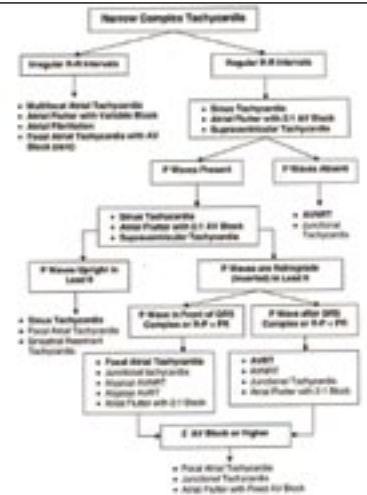 Narrow Complex Tachycardia
Irregular R-R Intervals
Regular R-R Intervals
• Multifocal Atrial Tachycardia
• Atrial Flutter with Variable Block
• Atrial Fibrillation
• Focal Atrial Tachycardia with AV
Block (rare)
• Sinus Tachycardia
• Atrial Flutter with 2:1 AV Block
• Supraventricular Tachycardia
P Waves Present
P Waves Absent
• Sinus Tachycardia
• Atrial Flutter with 2:1 AV Block
• Supraventricular Tachycardia
• AVNRT
• Junctional
Tachycardia
P Waves Upright in
Lead II
P Waves are Retrograde
(inverted) in Lead II
• Sinus Tachycardia
• Focal Atrial Tachycardia
Tachycardia
P Wave in Front of QRS
Complex or R-P > PR
P Wave after QRS
Complex or R-P < PR
• Focal Atrial Tachycardia
• Junctional tachycardia
• Atypical AVNRT
• Atypical AVRT
• Atrial Flutter with 2:1 Block
• AVRT
• AVNRT
• Junctional Tachycardia
• Atrial Flutter with 2:1 Block
AV Block or Higher
• Focal Atrial Tachycardia
• Junctional Tachycardia
• Atrial Flutter with Fixed AV Block